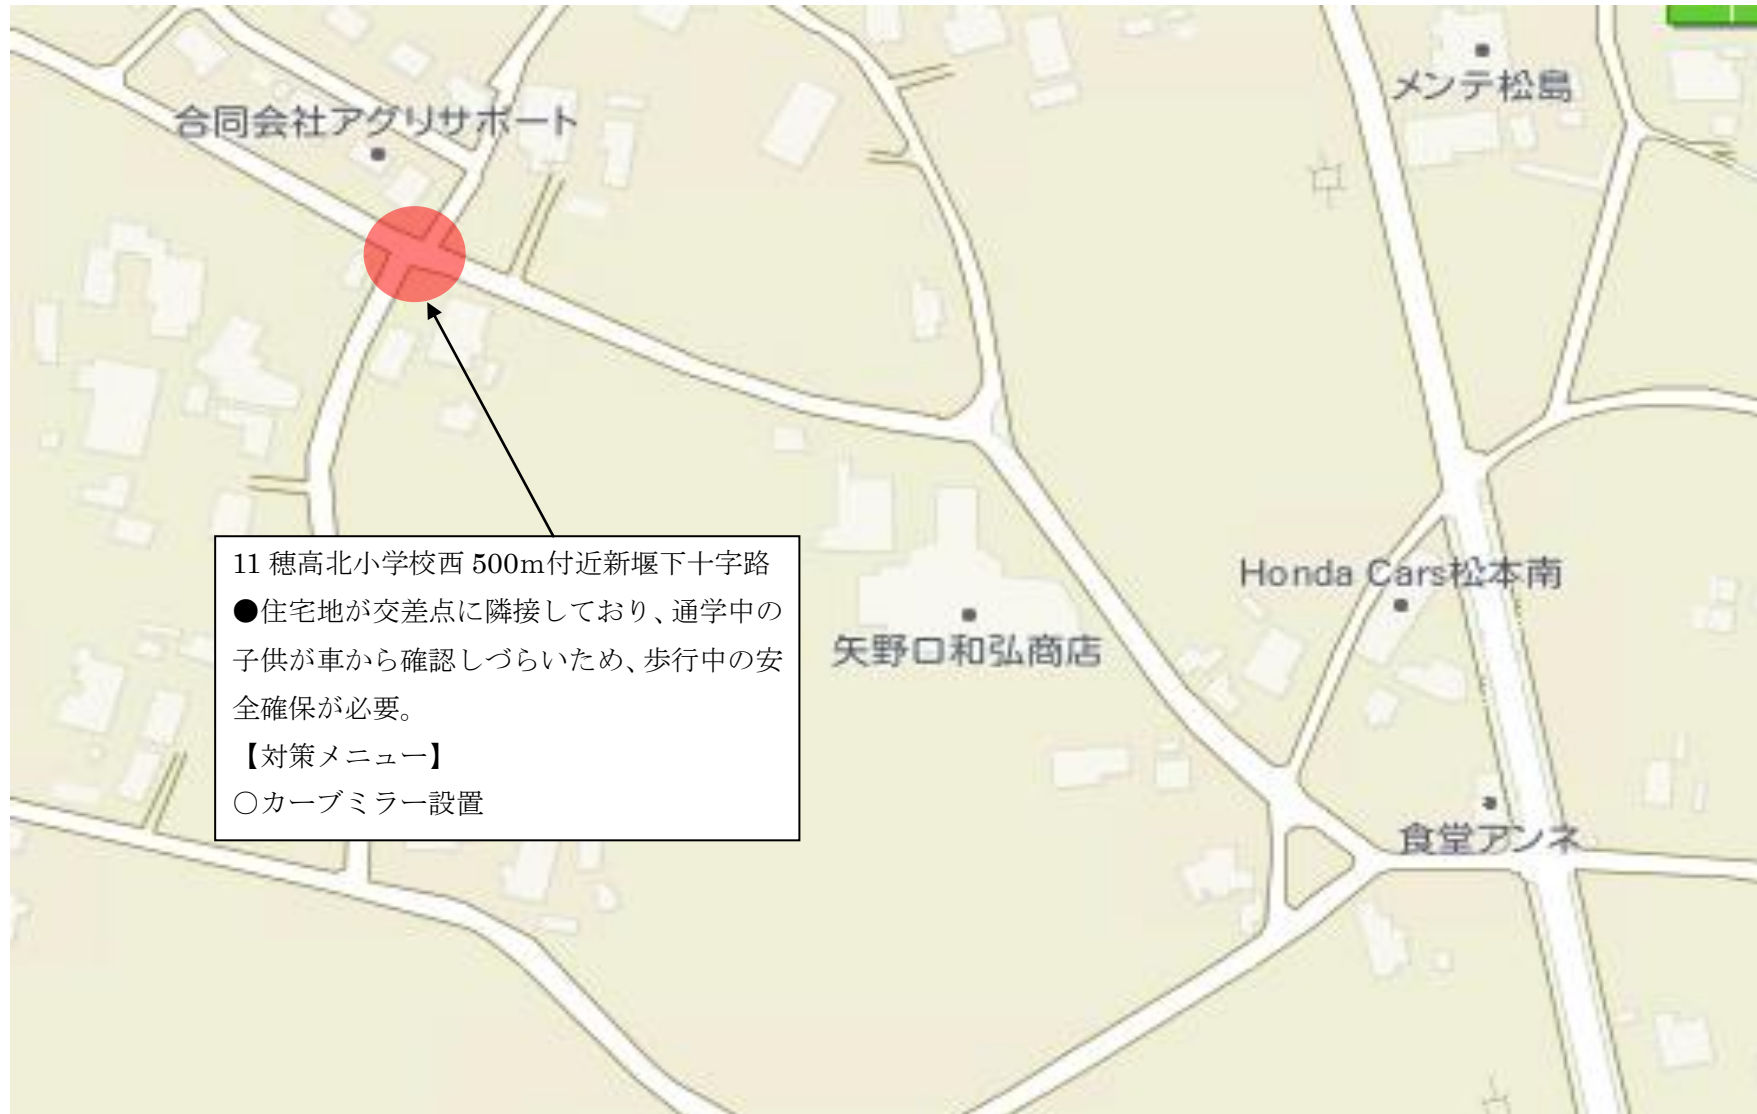 メンテ松島
合同会社アグリサポート
11 穂高北小学校西 500m付近新堰下十字路
●住宅地が交差点に隣接しており、通学中の
子供が車から確認しづらいため、歩行中の安
全確保が必要。
【対策メニュー】
○カーブミラー設置
Honda Cars松本南
矢野口和弘商店
食堂アンネ